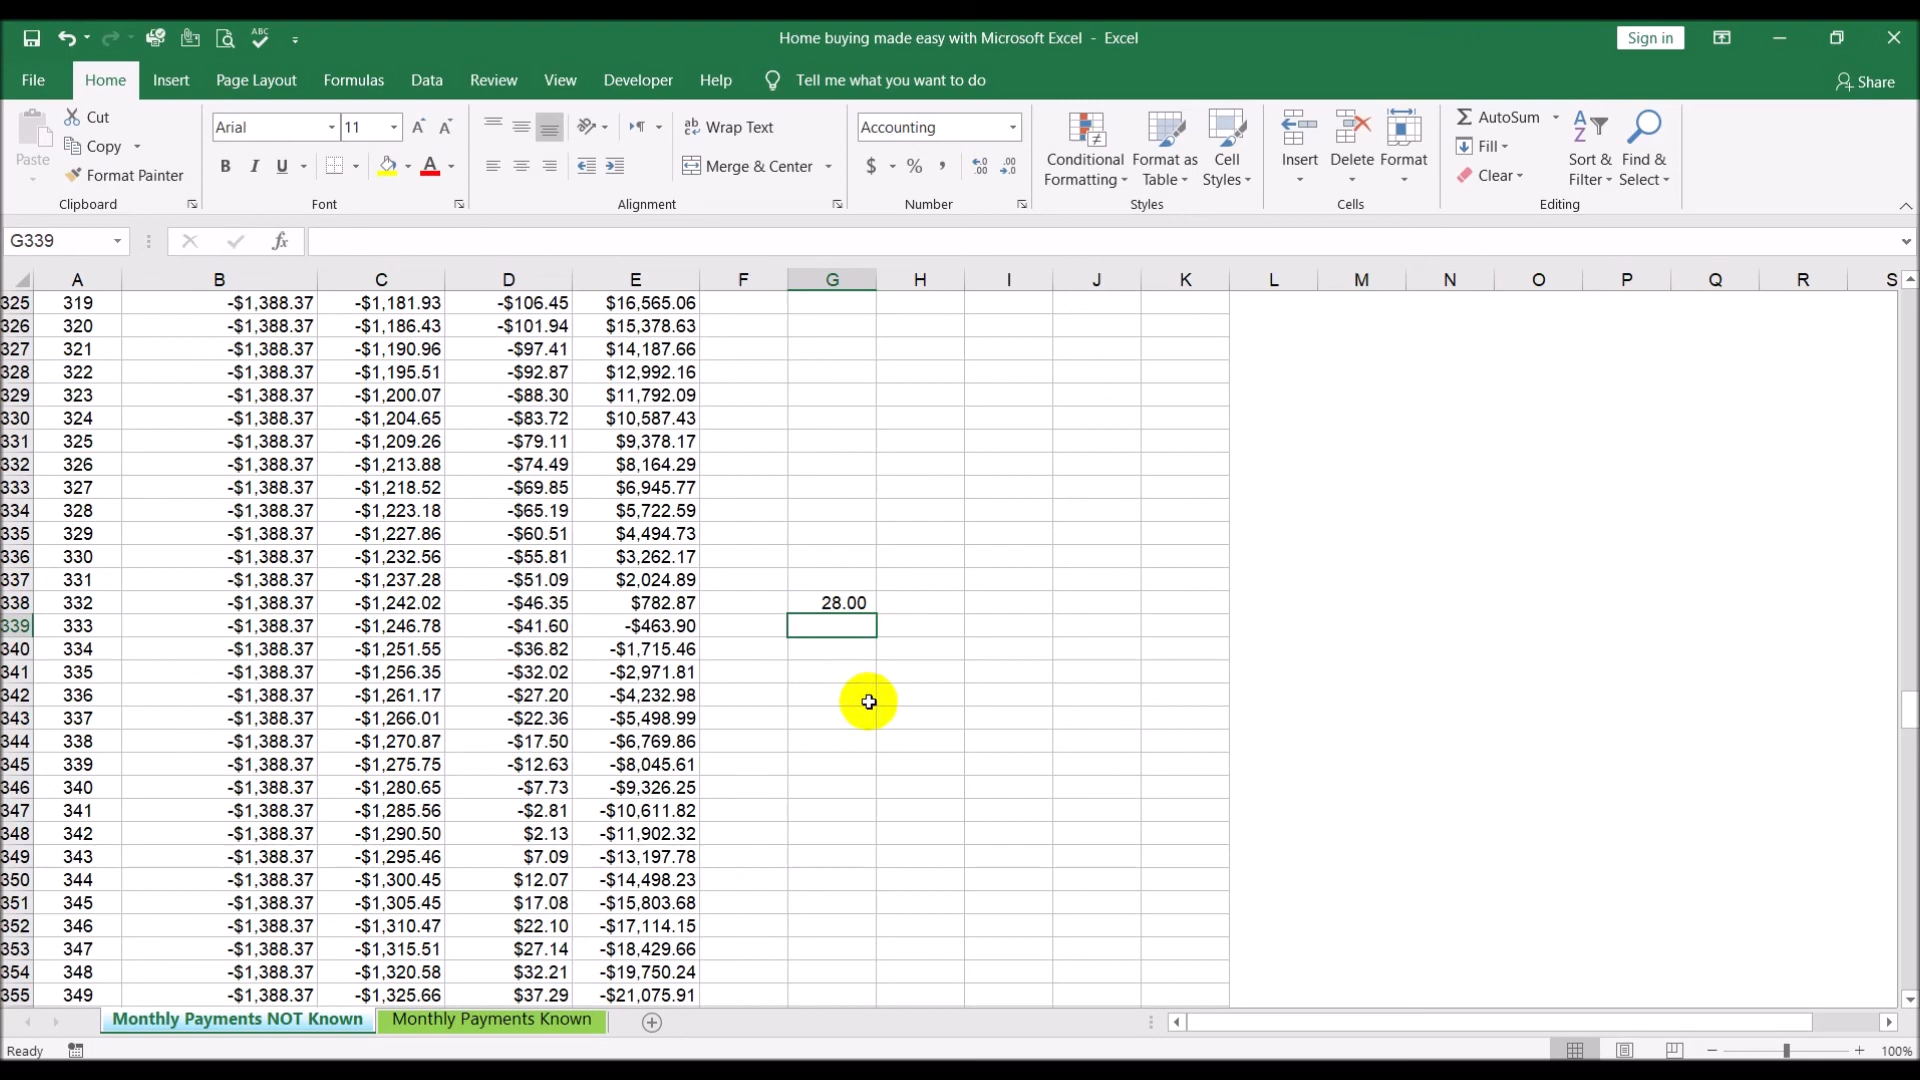 Home buying made easy with Microsoft Excel - Excel
Sign in
File Home Insert Page Layout Formulas Data Review View Developer Help Tell me what you want to do
Share
Paste
Cut
Copy
Format Painter
Clipboard
Arial 11
B I U
Font
Wrap Text
Merge & Center
Alignment
Accounting
$ % ,
Number
Conditional Formatting
Format as Table
Cell Styles
Styles
Insert Delete Format
Cells
AutoSum
Fill
Clear
Sort & Filter
Find & Select
Editing
G339
fx
A B C D E F G H I J K L M N O P Q R S
325 319 -$1,388.37 -$1,181.93 -$106.45 $16,565.06
326 320 -$1,388.37 -$1,186.43 -$101.94 $15,378.63
327 321 -$1,388.37 -$1,190.96 -$97.41 $14,187.66
328 322 -$1,388.37 -$1,195.51 -$92.87 $12,992.16
329 323 -$1,388.37 -$1,200.07 -$88.30 $11,792.09
330 324 -$1,388.37 -$1,204.65 -$83.72 $10,587.43
331 325 -$1,388.37 -$1,209.26 -$79.11 $9,378.17
332 326 -$1,388.37 -$1,213.88 -$74.49 $8,164.29
333 327 -$1,388.37 -$1,218.52 -$69.85 $6,945.77
334 328 -$1,388.37 -$1,223.18 -$65.19 $5,722.59
335 329 -$1,388.37 -$1,227.86 -$60.51 $4,494.73
336 330 -$1,388.37 -$1,232.56 -$55.81 $3,262.17
337 331 -$1,388.37 -$1,237.28 -$51.09 $2,024.89
338 332 -$1,388.37 -$1,242.02 -$46.35 $782.87 28.00
339 333 -$1,388.37 -$1,246.78 -$41.60 -$463.90
340 334 -$1,388.37 -$1,251.55 -$36.82 -$1,715.46
341 335 -$1,388.37 -$1,256.35 -$32.02 -$2,971.81
342 336 -$1,388.37 -$1,261.17 -$27.20 -$4,232.98
343 337 -$1,388.37 -$1,266.01 -$22.36 -$5,498.99
344 338 -$1,388.37 -$1,270.87 -$17.50 -$6,769.86
345 339 -$1,388.37 -$1,275.75 -$12.63 -$8,045.61
346 340 -$1,388.37 -$1,280.65 -$7.73 -$9,326.25
347 341 -$1,388.37 -$1,285.56 -$2.81 -$10,611.82
348 342 -$1,388.37 -$1,290.50 $2.13 -$11,902.32
349 343 -$1,388.37 -$1,295.46 $7.09 -$13,197.78
350 344 -$1,388.37 -$1,300.45 $12.07 -$14,498.23
351 345 -$1,388.37 -$1,305.45 $17.08 -$15,803.68
352 346 -$1,388.37 -$1,310.47 $22.10 -$17,114.15
353 347 -$1,388.37 -$1,315.51 $27.14 -$18,429.66
354 348 -$1,388.37 -$1,320.58 $32.21 -$19,750.24
355 349 -$1,388.37 -$1,325.66 $37.29 -$21,075.91
Monthly Payments NOT Known Monthly Payments Known
Ready
100%